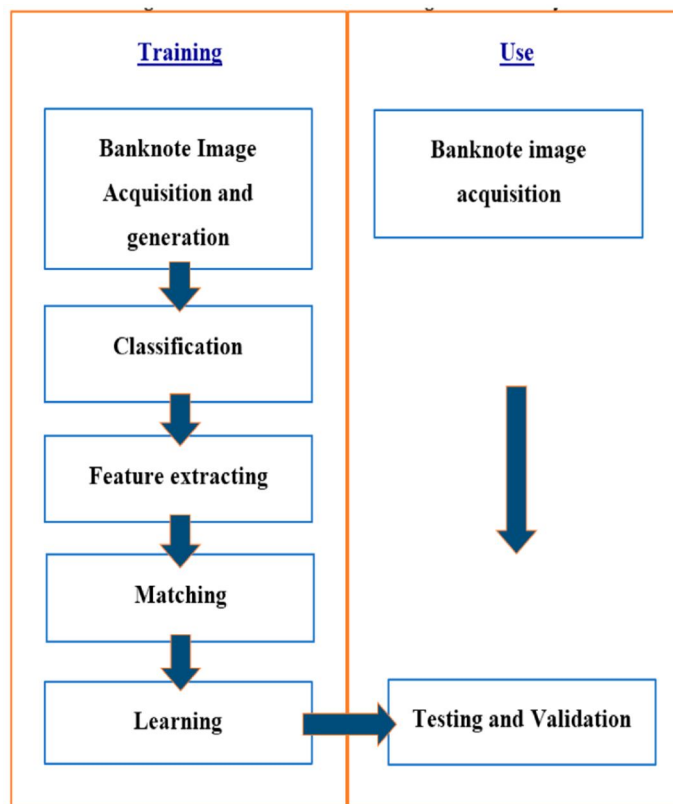 Training
Banknote Image
Acquisition and
generation
Classification
Feature extracting
Matching
Learning
Use
Banknote image
acquisition
Testing and Validation